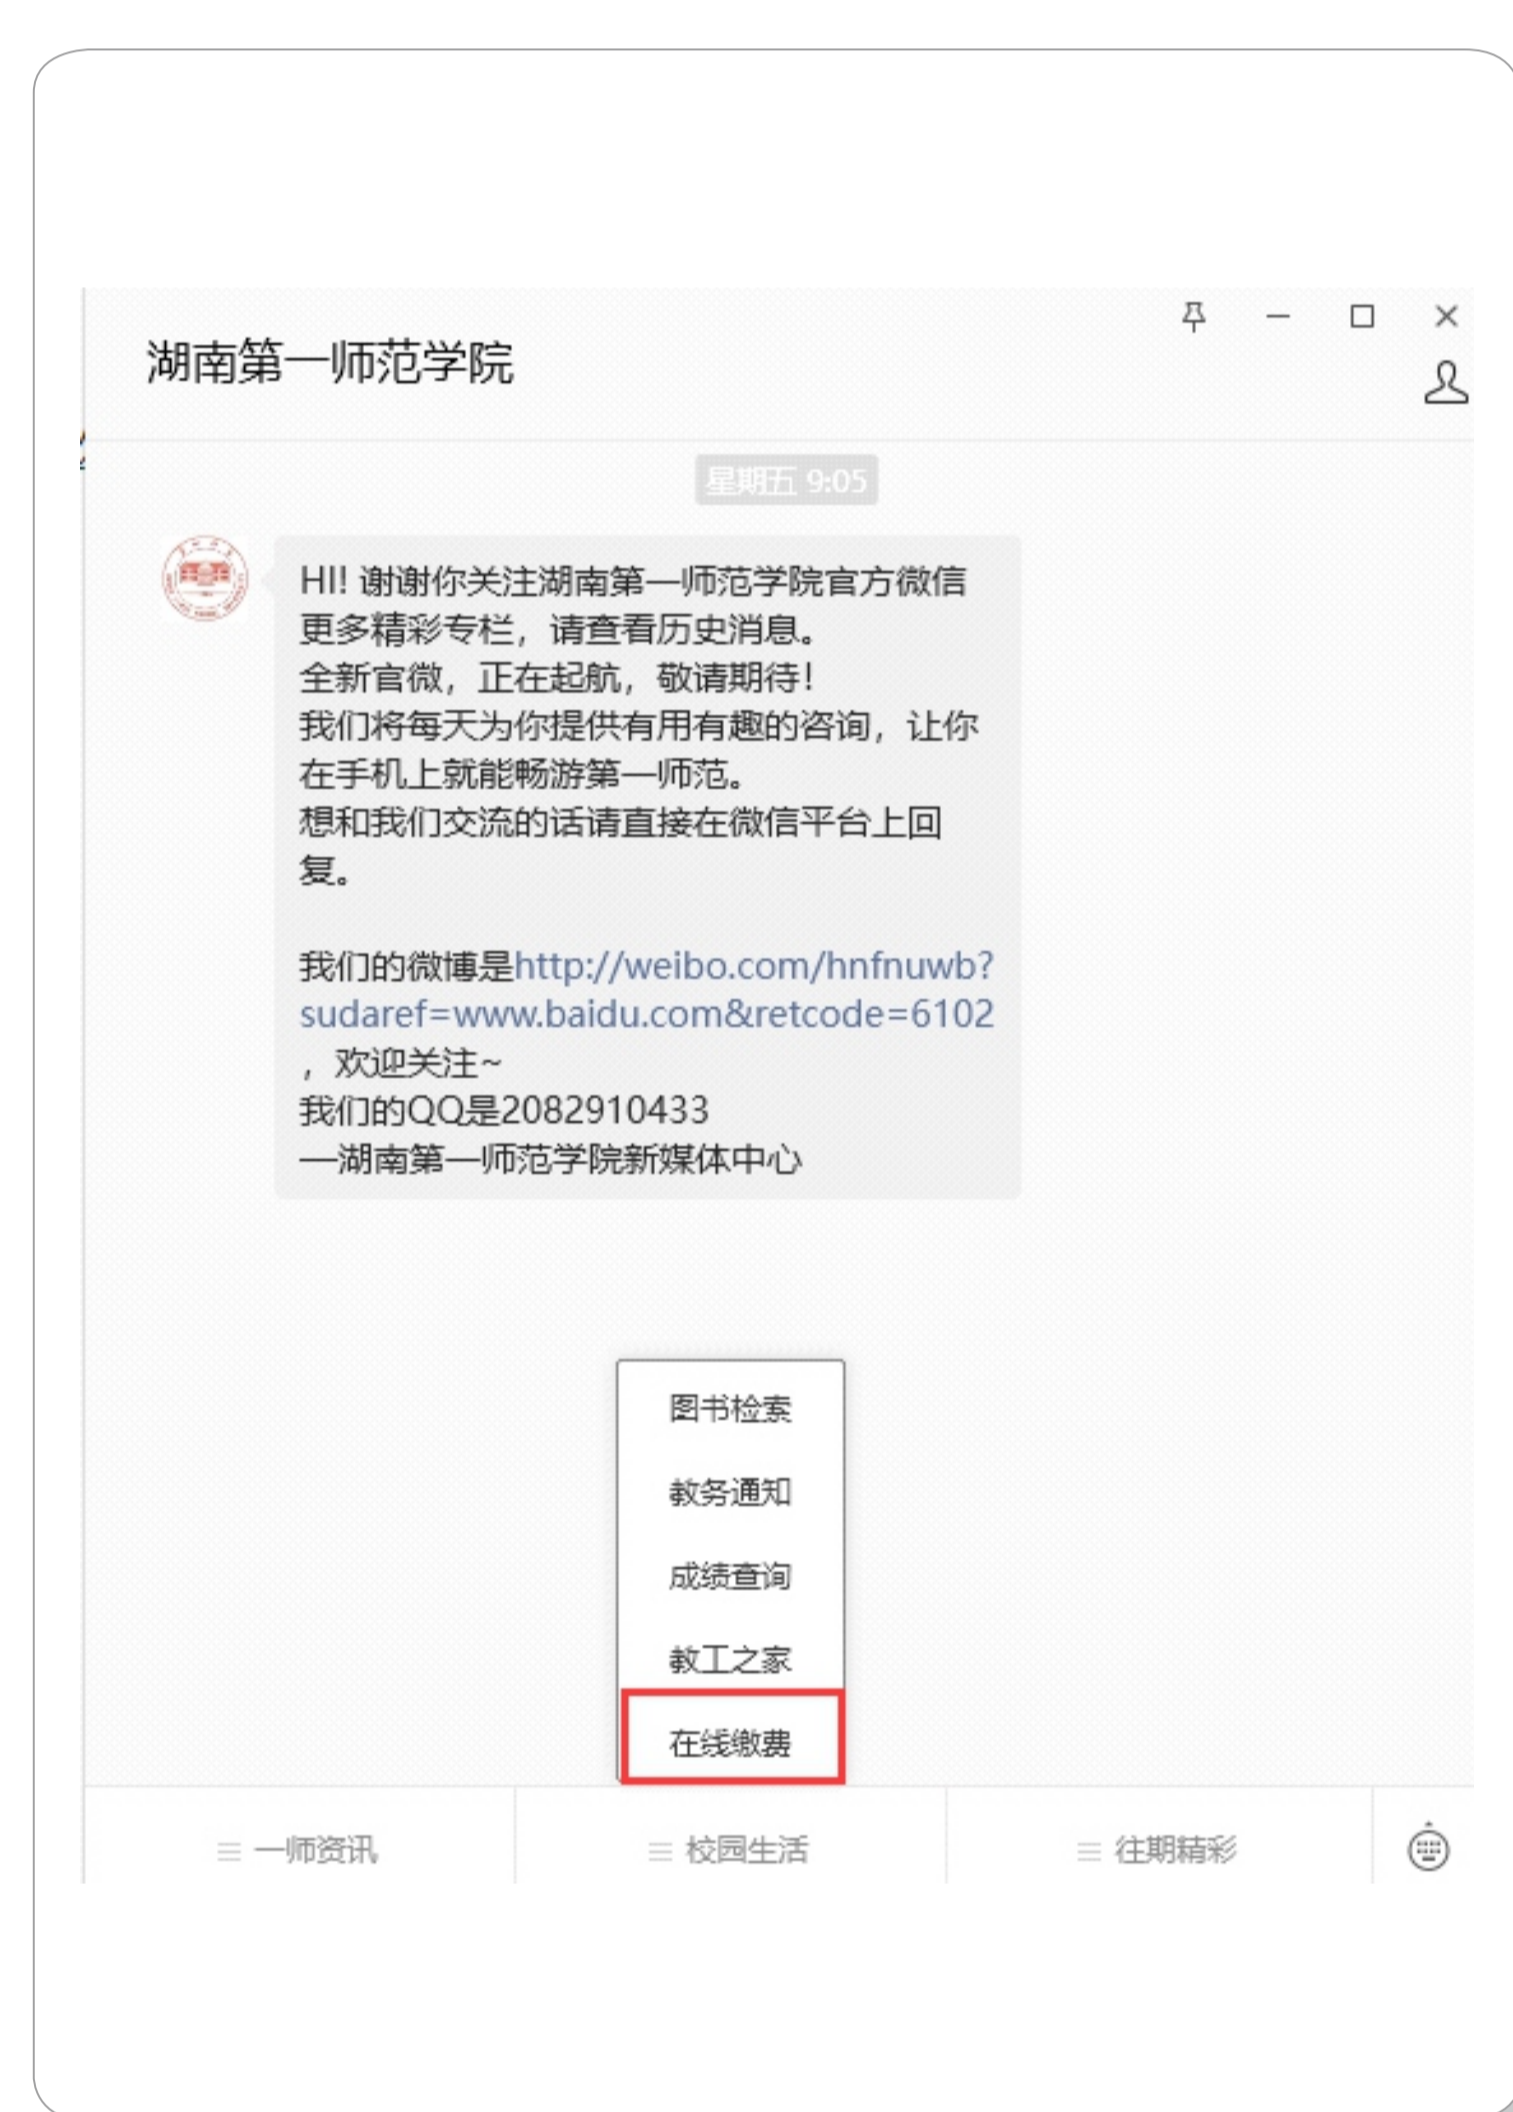 湖南第一师范学院
星期五 9:05
HI! 谢谢你关注湖南第一师范学院官方微信
更多精彩专栏，请查看历史消息。
全新官微，正在起航，敬请期待！
我们将每天为你提供有用有趣的咨询，让你
在手机上就能畅游第一师范。
想和我们交流的话请直接在微信平台上回
复。
我们的微博是http://weibo.com/hnfnuwb?
sudaref=www.baidu.com&retcode=6102
，欢迎关注~
我们的QQ是2082910433
—湖南第一师范学院新媒体中心
图书检索
教务通知
成绩查询
教工之家
在线缴费
一师资讯
校园生活
往期精彩